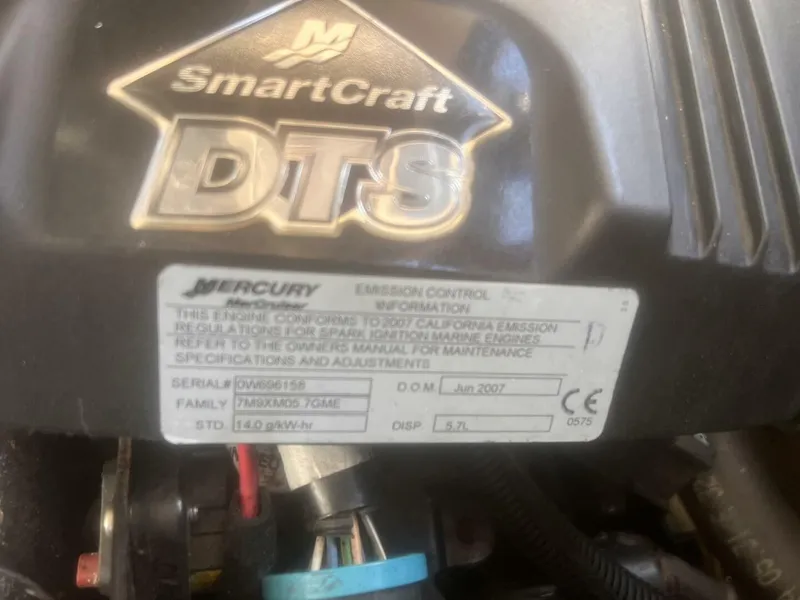 SmartCraft
DTS
MERCURY
MerCruiser
EMISSION CONTROL
INFORMATION
THIS ENGINE CONFORMS TO 2007 CALIFORNIA EMISSION
REGULATIONS FOR SPARK IGNITION MARINE ENGINES
REFER TO THE OWNERS MANUAL FOR MAINTENANCE
SPECIFICATIONS AND ADJUSTMENTS
SERIAL# 0W696158 D.O.M. Jun 2007
FAMILY 7M9XM05.7GME
STD. 14.0 g/kW-hr DISP. 5.7L
CE
0575